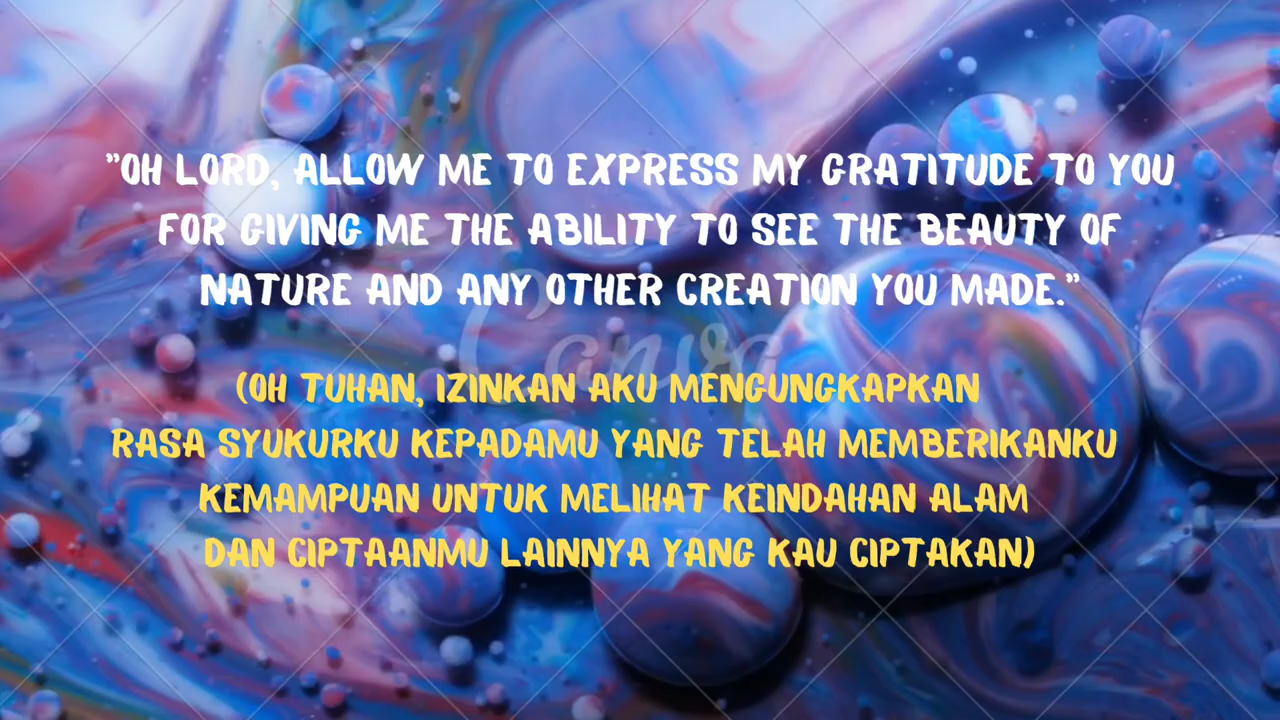 "OH LORD, ALLOW ME TO EXPRESS MY GRATITUDE TO YOU
FOR GIVING ME THE ABILITY TO SEE THE BEAUTY OF
NATURE AND ANY OTHER CREATION YOU MADE."
Canva
(OH TUHAN, IZINKAN AKU MENGUNGKAPKAN
RASA SYUKURKU KEPADAMU YANG TELAH MEMBERIKANKU
KEMAMPUAN UNTUK MELIHAT KEINDAHAN ALAM
DAN CIPTAANMU LAINNYA YANG KAU CIPTAKAN)